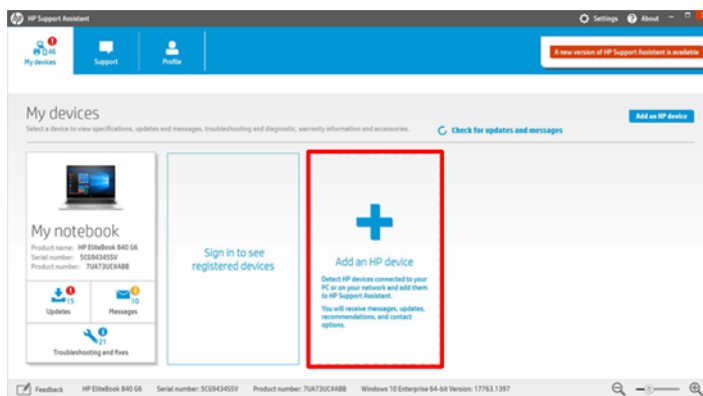 HP Support Assistant
Settings
About
46
My devices
Support
Profile
A new version of HP Support Assistant is available
My devices
Select a device to view specifications, updates and messages, troubleshooting and diagnostic, warrenty information and accessories.
Check for updates and messages
Add an HP device
My notebook
Product name: HP EliteBook 840 G6
Serial number: 5CG94345SV
Product number: 7UA73UC#ABB
15
Updates
10
Messages
21
Troubleshooting and fixes
Sign in to see
registered devices
Add an HP device
Detect HP devices connected to your
PC or on your network and add them
to HP Support Assistant.
You will receive messages, updates,
recommendations, and contact
options.
Feedback
HP EliteBook 840 G6
Serial number: 5CG94345SV
Product number: 7UA73UC#ABB
Windows 10 Enterprise 64-bit Version: 17763.1397